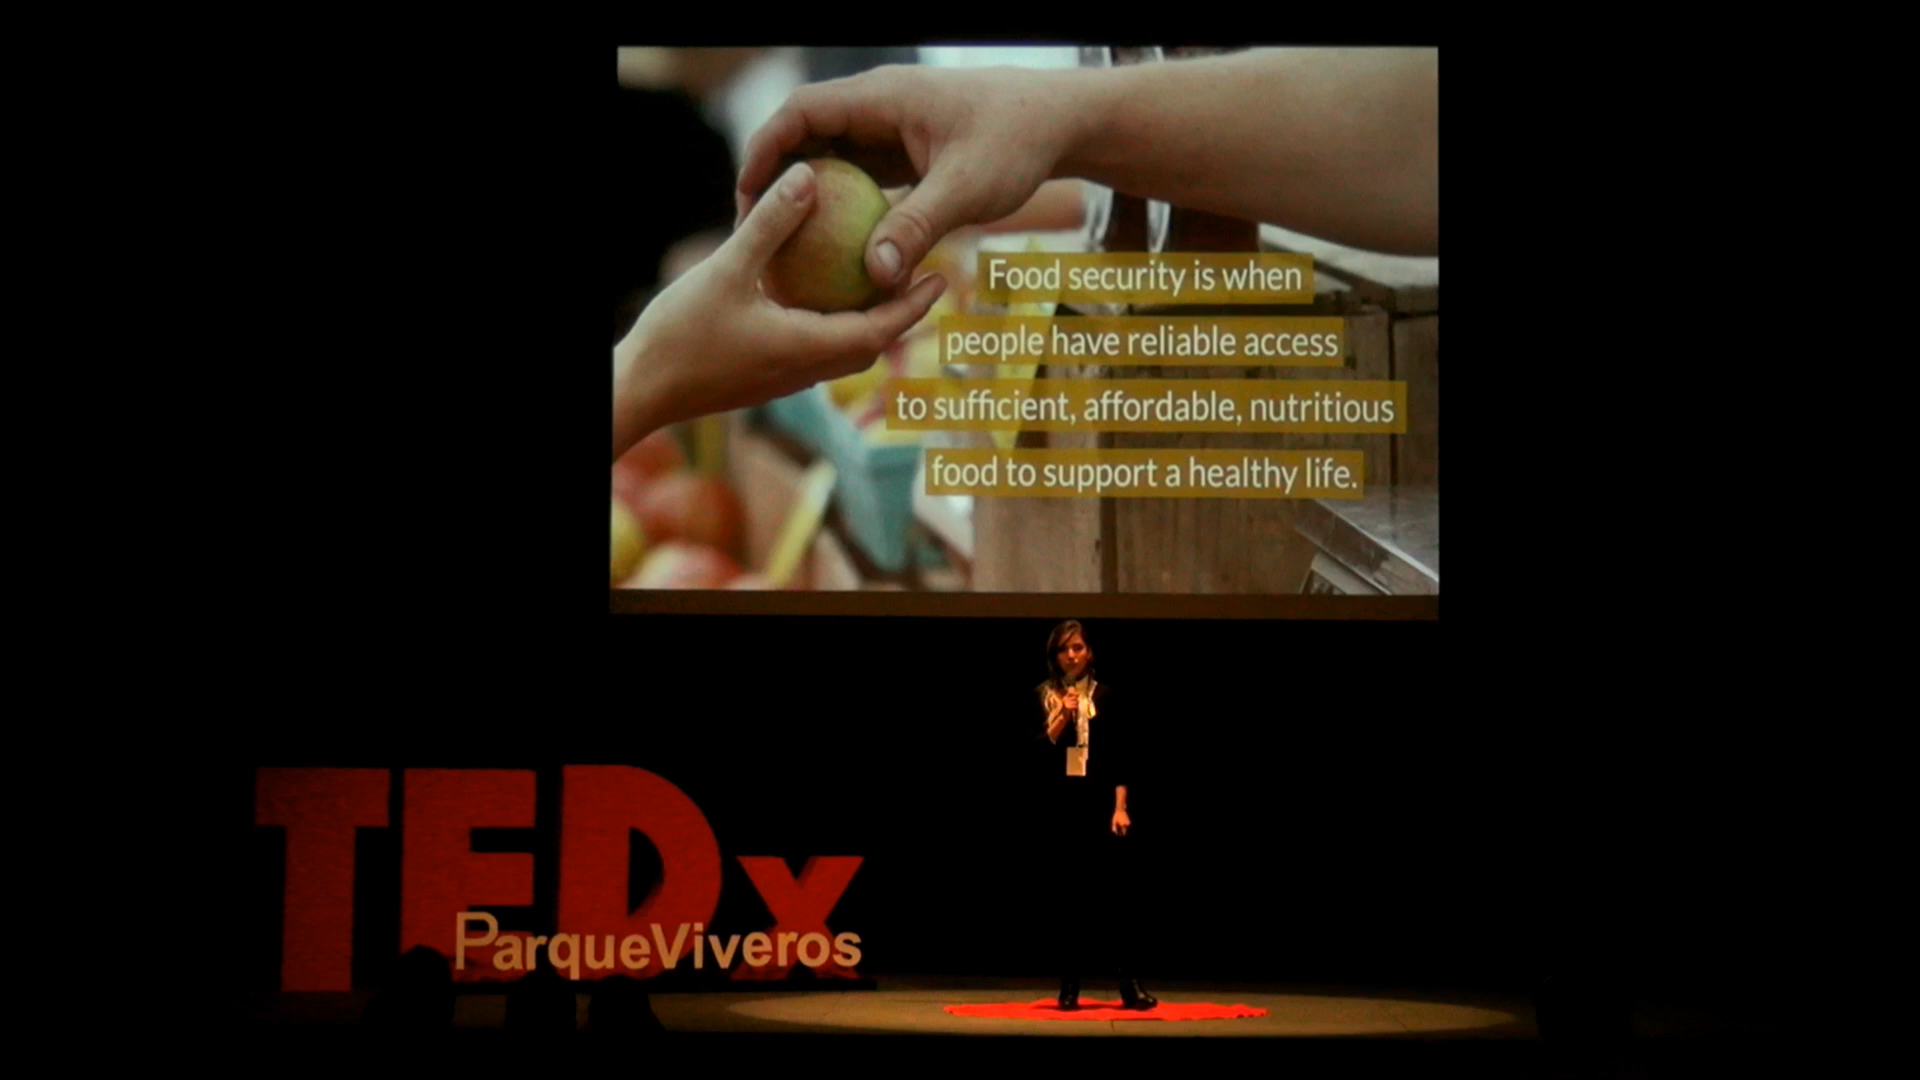 Food security is when
people have reliable access
to sufficient, affordable, nutritious
food to support a healthy life.
TEDx
ParqueViveros